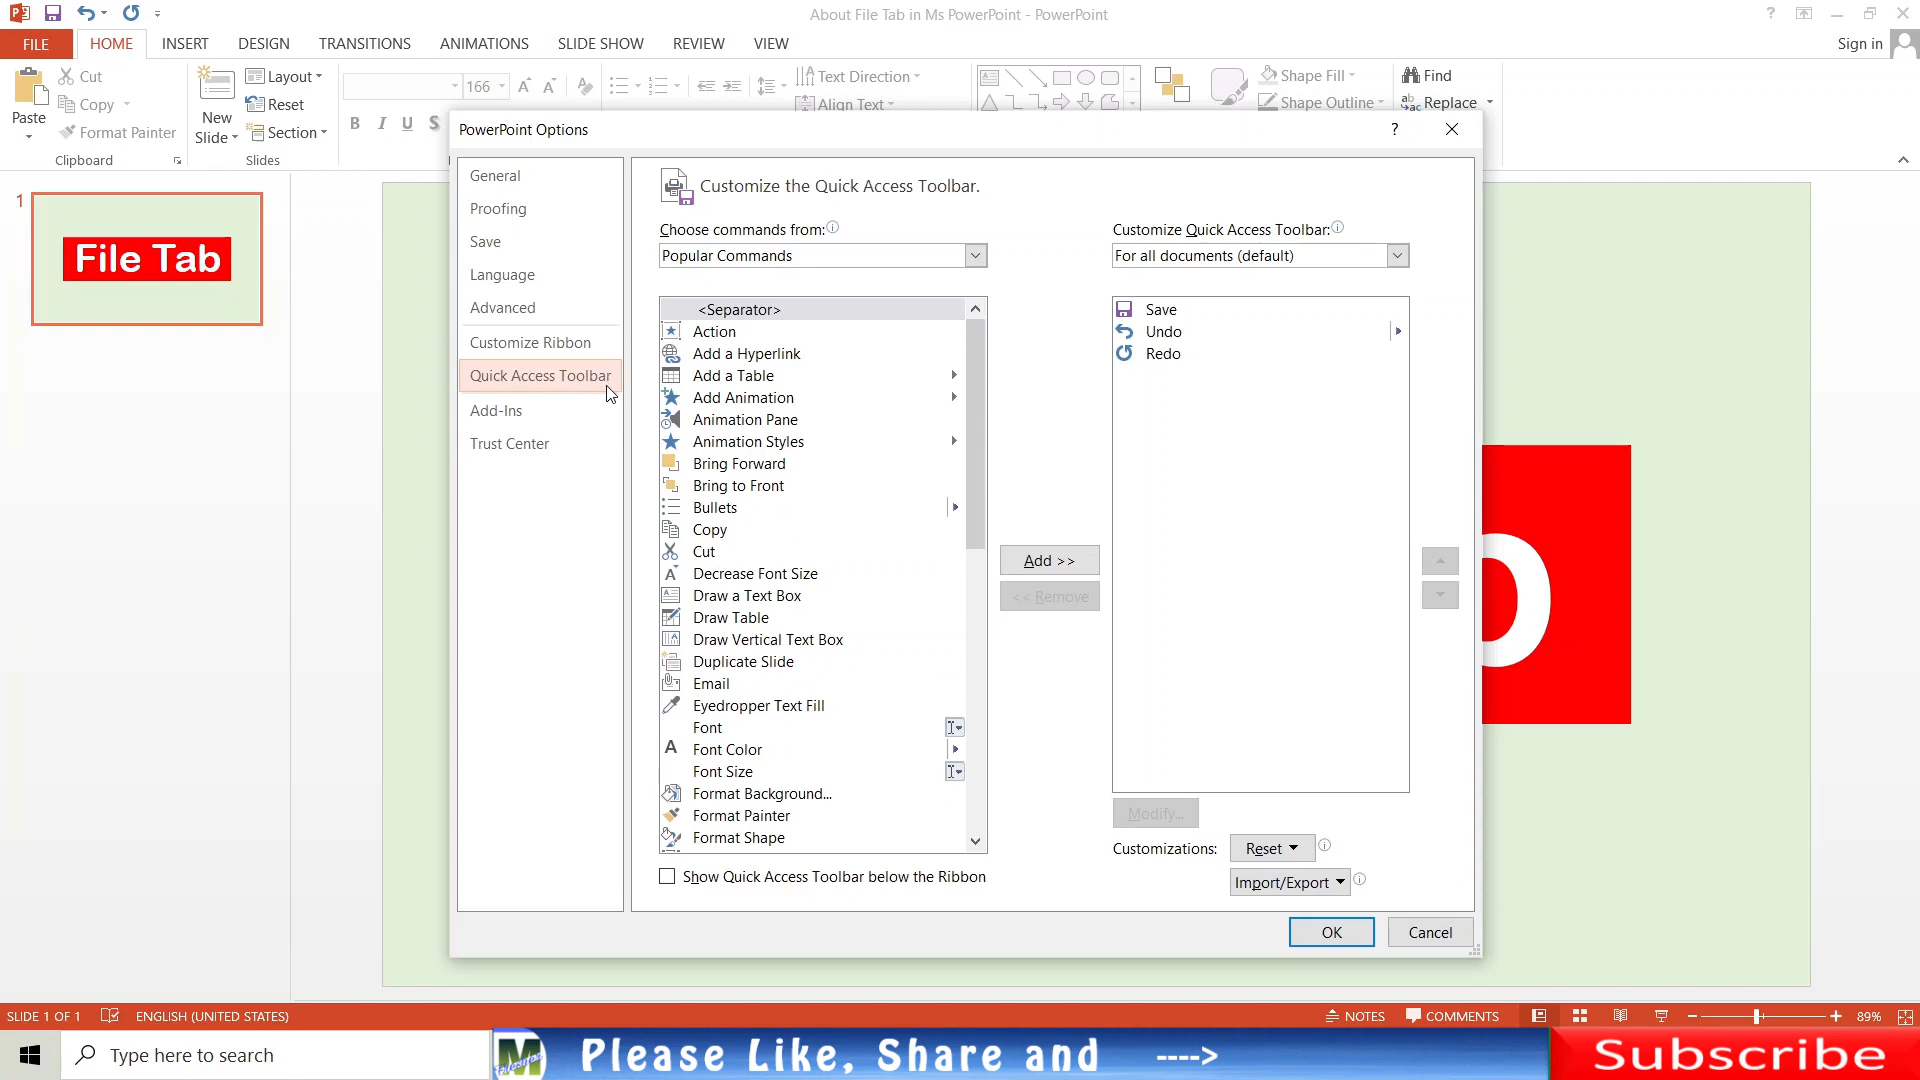 About File Tab in Ms PowerPoint - PowerPoint
?
FILE
HOME
INSERT
DESIGN
TRANSITIONS
ANIMATIONS
SLIDE SHOW
REVIEW
VIEW
Sign in
Paste
Cut
Copy
Format Painter
Clipboard
New
Slide
Layout
Reset
Section
Slides
166
B I U S
Text Direction
Align Text
Shape Fill
Shape Outline
Find
Replace
1
File Tab
PowerPoint Options
?
General
Proofing
Save
Language
Advanced
Customize Ribbon
Quick Access Toolbar
Add-Ins
Trust Center
Customize the Quick Access Toolbar.
Choose commands from:
Popular Commands
<Separator>
Action
Add a Hyperlink
Add a Table
Add Animation
Animation Pane
Animation Styles
Bring Forward
Bring to Front
Bullets
Copy
Cut
Decrease Font Size
Draw a Text Box
Draw Table
Draw Vertical Text Box
Duplicate Slide
Email
Eyedropper Text Fill
Font
Font Color
Font Size
Format Background...
Format Painter
Format Shape
Show Quick Access Toolbar below the Ribbon
Add >>
<< Remove
Customize Quick Access Toolbar:
For all documents (default)
Save
Undo
Redo
Modify...
Customizations:
Reset
Import/Export
OK
Cancel
SLIDE 1 OF 1
ENGLISH (UNITED STATES)
NOTES
COMMENTS
89%
Type here to search
Please Like, Share and ---->
Subscribe